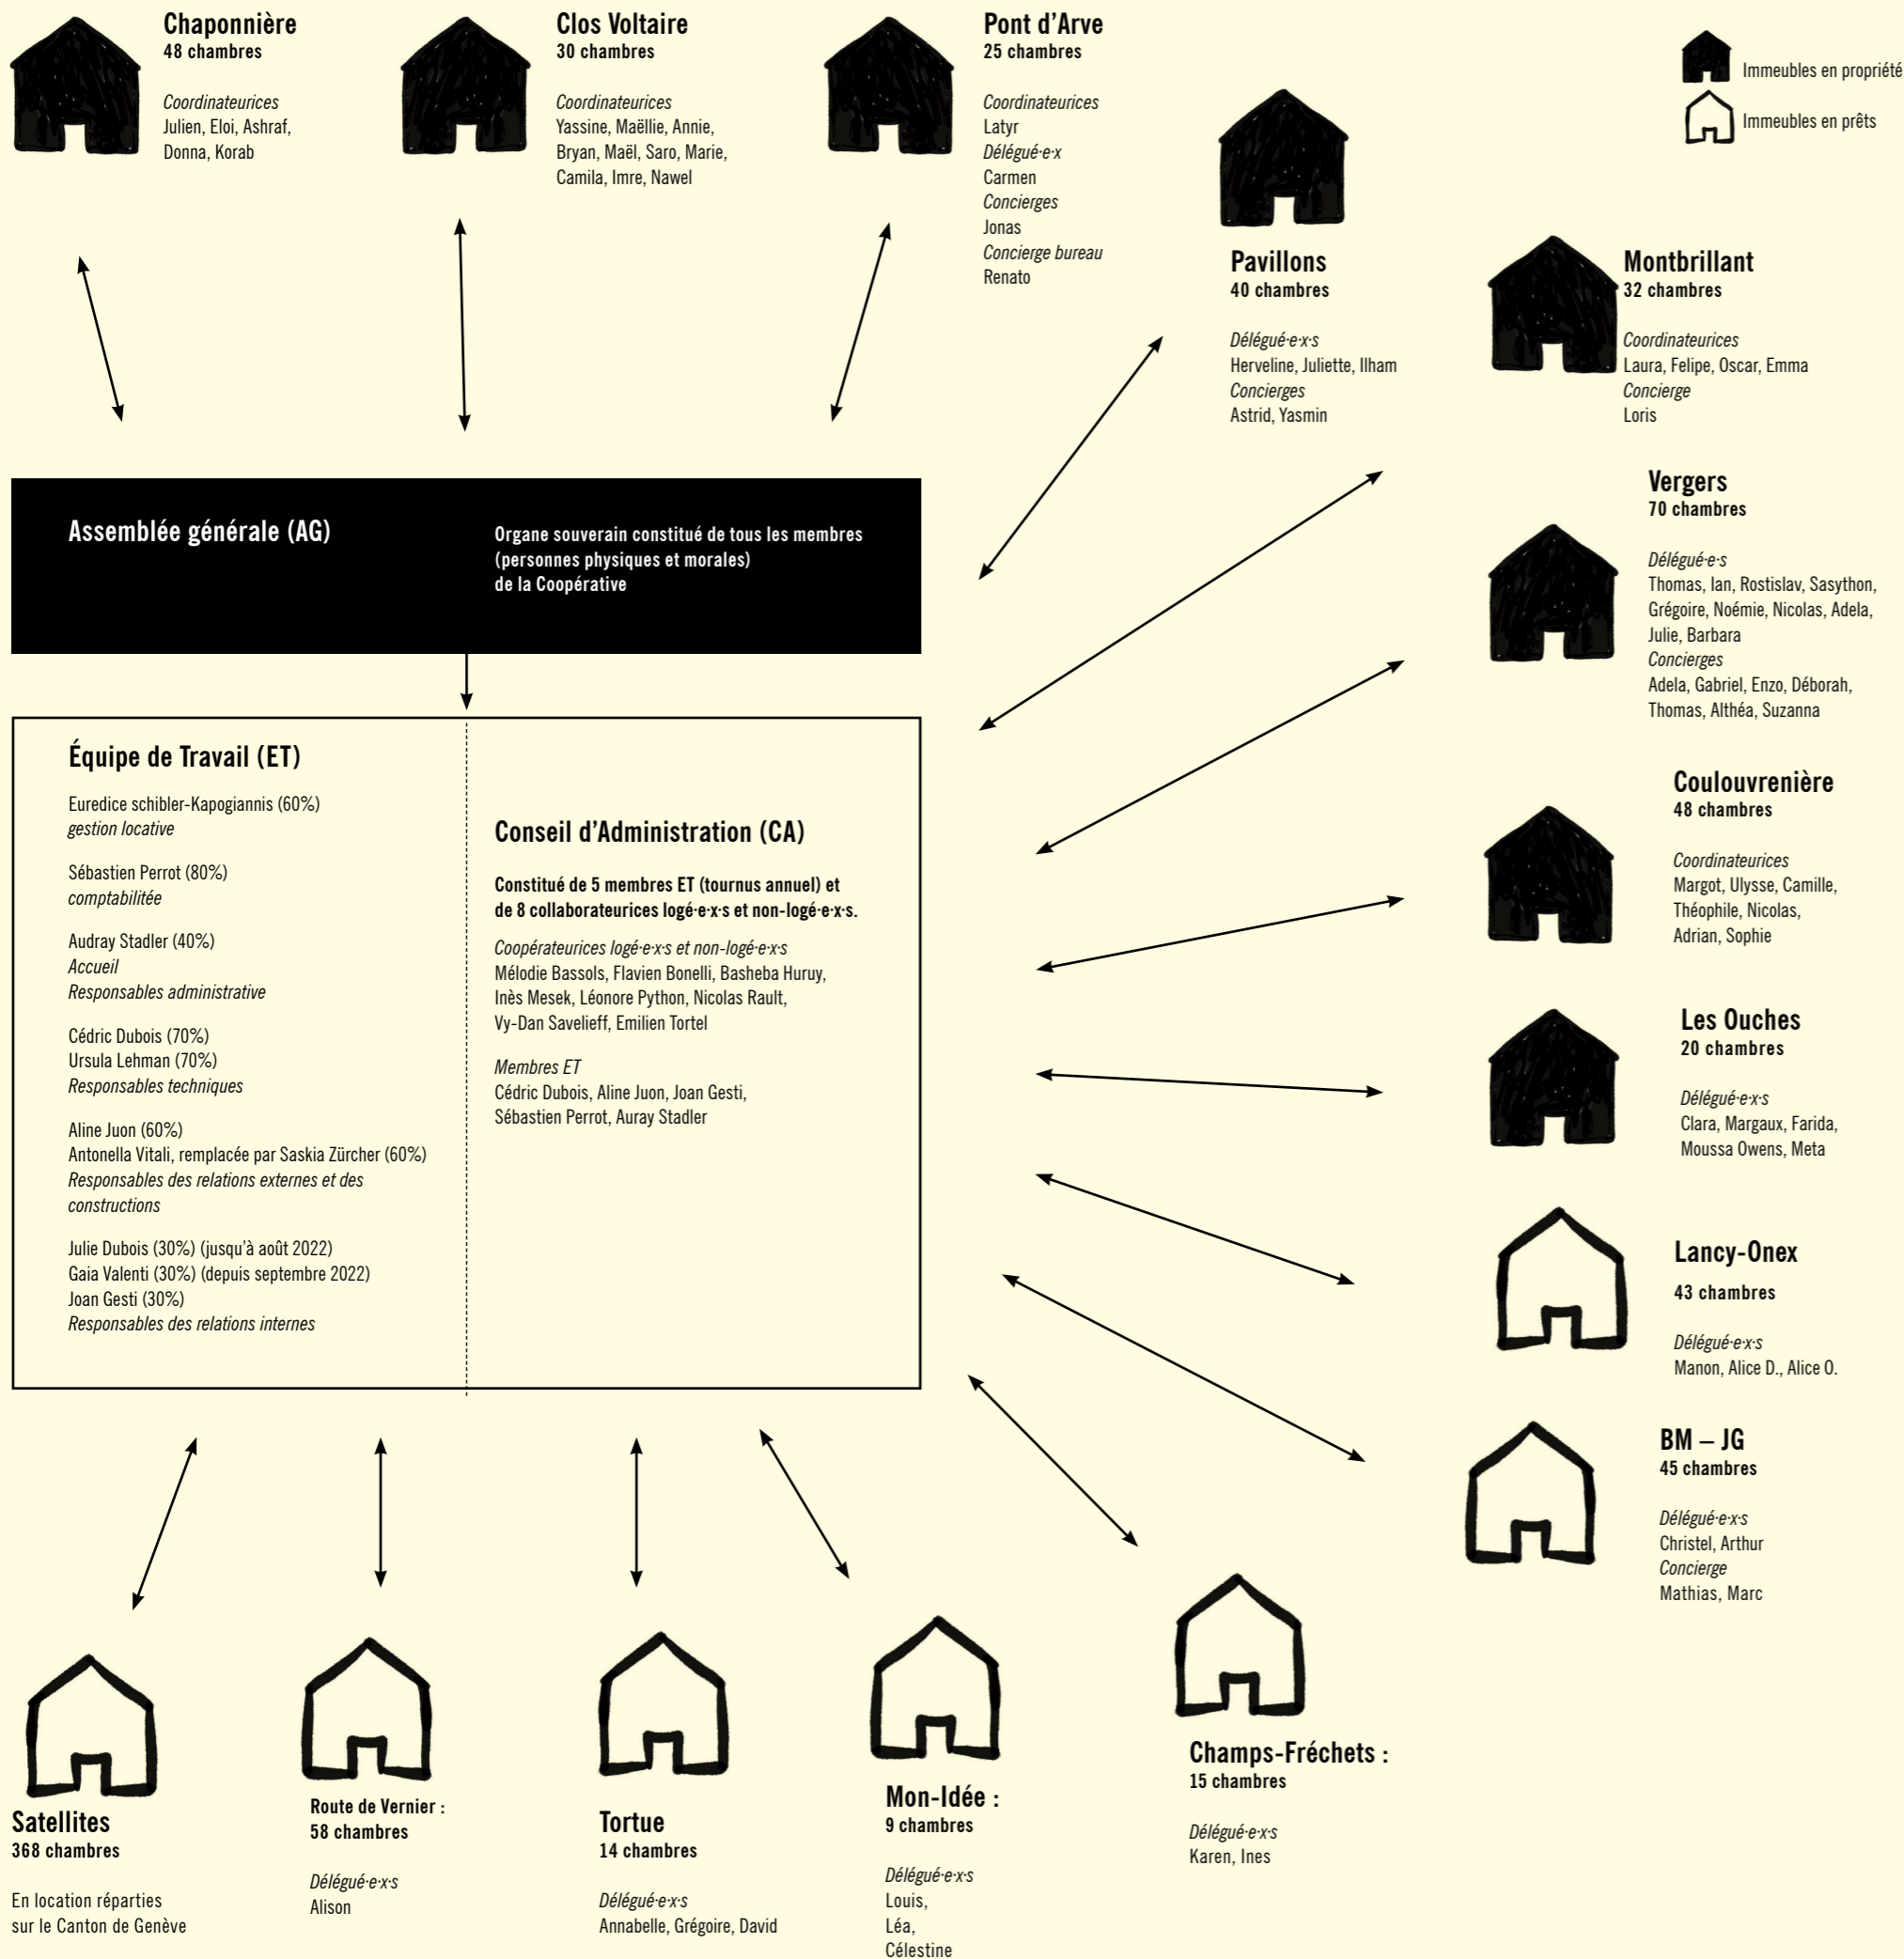 Chaponnière
48 chambres
Coordinateurices
Julien, Eloi, Ashraf,
Donna, Korab
Clos Voltaire
30 chambres
Coordinateurices
Yassine, Maëllie, Annie,
Bryan, Maël, Saro, Marie,
Camila, Imre, Nawel
Pont d'Arve
25 chambres
Coordinateurices
Latyr
Délégué·e·x
Carmen
Concierges
Jonas
Concierge bureau
Renato
Immeubles en propriété
Immeubles en prêts
Pavillons
40 chambres
Délégué·e·x·s
Herveline, Juliette, Ilham
Concierges
Astrid, Yasmin
Montbrillant
32 chambres
Coordinateurices
Laura, Felipe, Oscar, Emma
Concierge
Loris
Assemblée générale (AG)
Organe souverain constitué de tous les membres
(personnes physiques et morales)
de la Coopérative
Vergers
70 chambres
Délégué·e·s
Thomas, Ian, Rostislav, Sasython,
Grégoire, Noémie, Nicolas, Adela,
Julie, Barbara
Concierges
Adela, Gabriel, Enzo, Déborah,
Thomas, Althéa, Suzanna
Équipe de Travail (ET)
Euredice schibler-Kapogiannis (60%)
gestion locative
Sébastien Perrot (80%)
comptabilitée
Audray Stadler (40%)
Accueil
Responsables administrative
Cédric Dubois (70%)
Ursula Lehman (70%)
Responsables techniques
Aline Juon (60%)
Antonella Vitali, remplacée par Saskia Zürcher (60%)
Responsables des relations externes et des
constructions
Julie Dubois (30%) (jusqu'à août 2022)
Gaia Valenti (30%) (depuis septembre 2022)
Joan Gesti (30%)
Responsables des relations internes
Conseil d'Administration (CA)
Constitué de 5 membres ET (tournus annuel) et
de 8 collaborateurices logé·e·x·s et non-logé·e·x·s.
Coopérateurices logé·e·x·s et non-logé·e·x·s
Mélodie Bassols, Flavien Bonelli, Basheba Huruy,
Inès Mesek, Léonore Python, Nicolas Rault,
Vy-Dan Savelieff, Emilien Tortel
Membres ET
Cédric Dubois, Aline Juon, Joan Gesti,
Sébastien Perrot, Auray Stadler
Coulouvrenière
48 chambres
Coordinateurices
Margot, Ulysse, Camille,
Théophile, Nicolas,
Adrian, Sophie
Les Ouches
20 chambres
Délégué·e·x·s
Clara, Margaux, Farida,
Moussa Owens, Meta
Lancy-Onex
43 chambres
Délégué·e·x·s
Manon, Alice D., Alice O.
BM – JG
45 chambres
Délégué·e·x·s
Christel, Arthur
Concierge
Mathias, Marc
Satellites
368 chambres
En location réparties
sur le Canton de Genève
Route de Vernier :
58 chambres
Délégué·e·x·s
Alison
Tortue
14 chambres
Délégué·e·x·s
Annabelle, Grégoire, David
Mon-Idée :
9 chambres
Délégué·e·x·s
Louis,
Léa,
Célestine
Champs-Fréchets :
15 chambres
Délégué·e·x·s
Karen, Ines